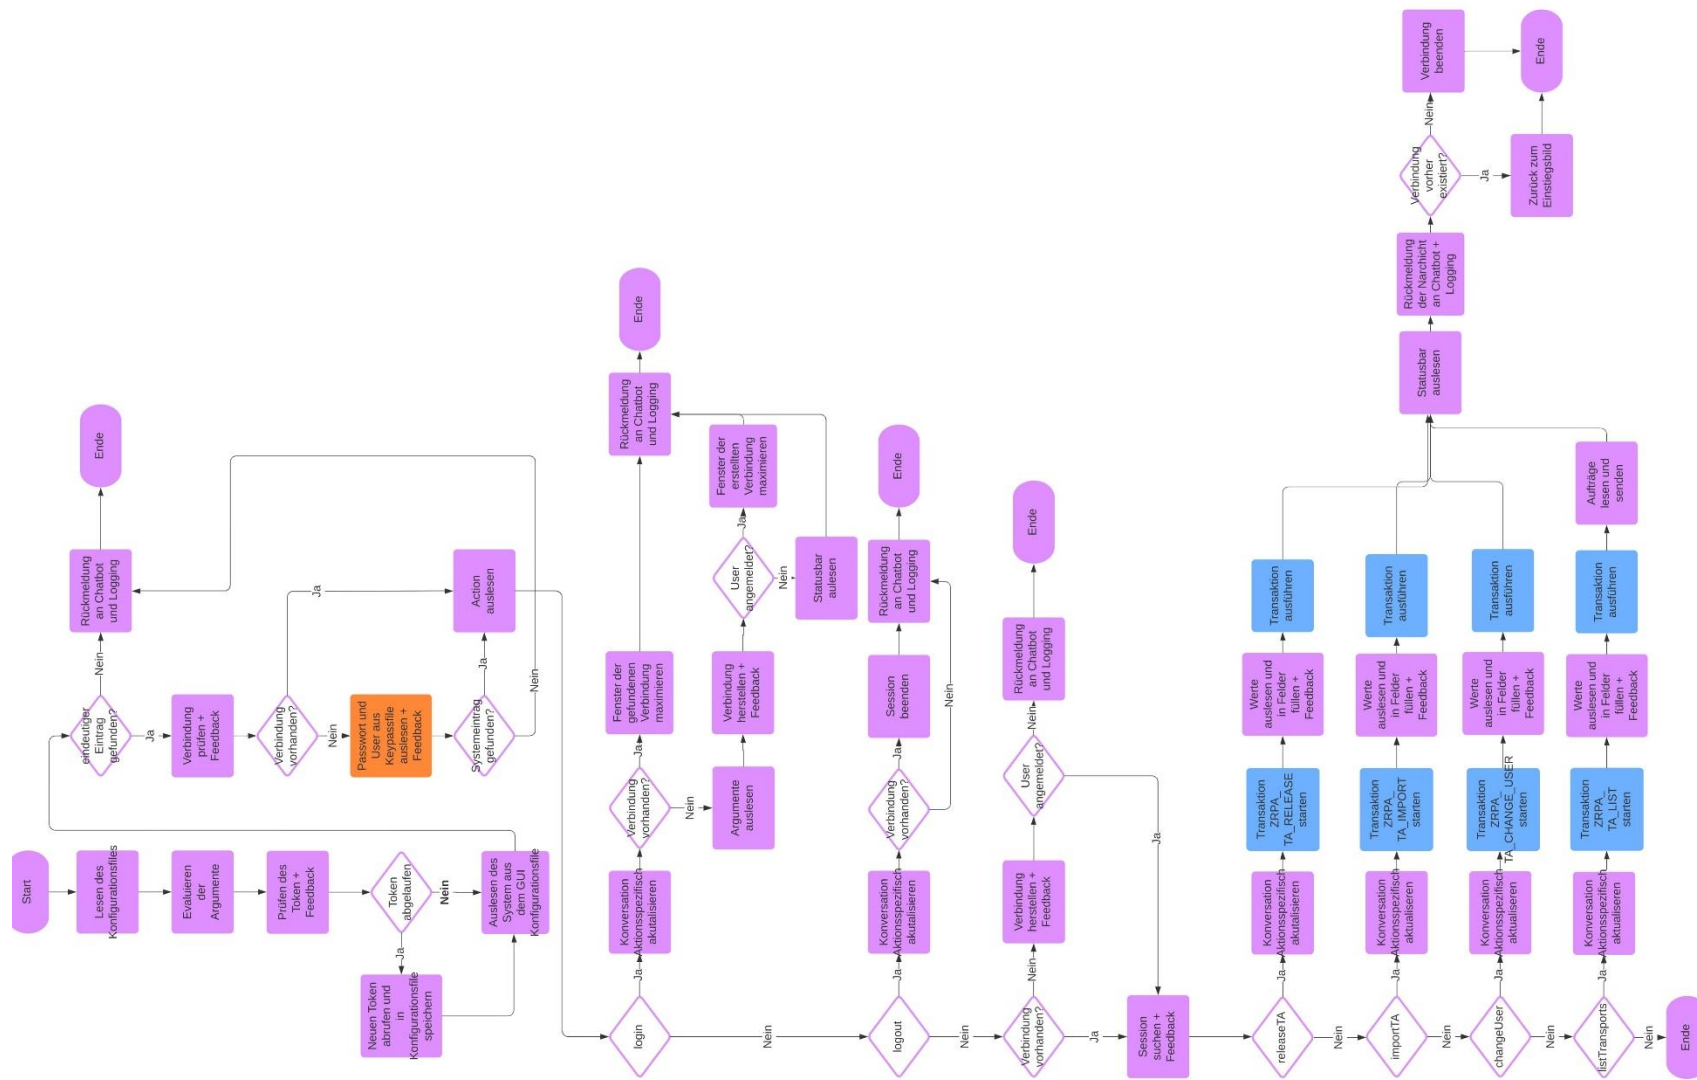 Start
Lesen des
Konfigurationsfiles
Evaluieren
der
Argumente
Prüfen des
Token +
Feedback
Token
abgelaufen
Ja
Nein
Neuen Token
abrufen und
in
Konfigurationsfile
speichern
Auslesen des
System aus
dem GUI
Konfigurationsfile
eindeutiger
Eintrag
gefunden?
Nein
Ja
Rückmeldung
an Chatbot
und Logging
Ende
Verbindung
prüfen +
Feedback
Verbindung
vorhanden?
Ja
Nein
Passwort und
User aus
Keypassfile
auslesen +
Feedback
Systemeintrag
gefunden?
Ja
Nein
Action
auslesen
login
Ja
Nein
Konversation
Aktionsspezifisch
akutalisieren
Verbindung
vorhanden?
Ja
Nein
Fenster der
gefundenen
Verbindung
maximieren
Rückmeldung
an Chatbot
und Logging
Ende
Argumente
auslesen
Verbindung
herstellen +
Feedback
User
angemeldet?
Ja
Nein
Fenster der
erstellten
Verbindung
maximieren
Statusbar
aulesen
logout
Ja
Nein
Konversation
Aktionsspezifisch
akutalisieren
Verbindung
vorhanden?
Ja
Nein
Session
beenden
Rückmeldung
an Chatbot
und Logging
Ende
Verbindung
vorhanden?
Nein
Ja
Verbindung
herstellen +
Feedback
User
angemeldet?
Nein
Ja
Rückmeldung
an Chatbot
und Logging
Ende
Session
suchen +
Feedback
releaseTA
Ja
Nein
Konversation
Aktionsspezifisch
akutalisieren
Transaktion
ZRPA_
TA_RELEASE
starten
Werte
auslesen und
in Felder
füllen +
Feedback
Transaktion
ausführen
importTA
Ja
Nein
Konversation
Aktionsspezifisch
aktualisieren
Transaktion
ZRPA_
TA_IMPORT
starten
Werte
auslesen und
in Felder
füllen +
Feedback
Transaktion
ausführen
changeUser
Ja
Nein
Konversation
Aktionsspezifisch
aktualisieren
Transaktion
ZRPA_
TA_CHANGE_USER
starten
Werte
auslesen und
in Felder
füllen +
Feedback
Transaktion
ausführen
listTransports
Ja
Nein
Konversation
Aktionsspezifisch
aktualisieren
Transaktion
ZRPA_
TA_LIST
starten
Werte
auslesen und
in Felder
füllen +
Feedback
Transaktion
ausführen
Aufträge
lesen und
senden
Ende
Statusbar
auslesen
Rückmeldung
der Narchicht
an Chatbot +
Logging
Verbindung
vorher
existiert?
Nein
Ja
Verbindung
beenden
Zurück zum
Einstiegsbild
Ende